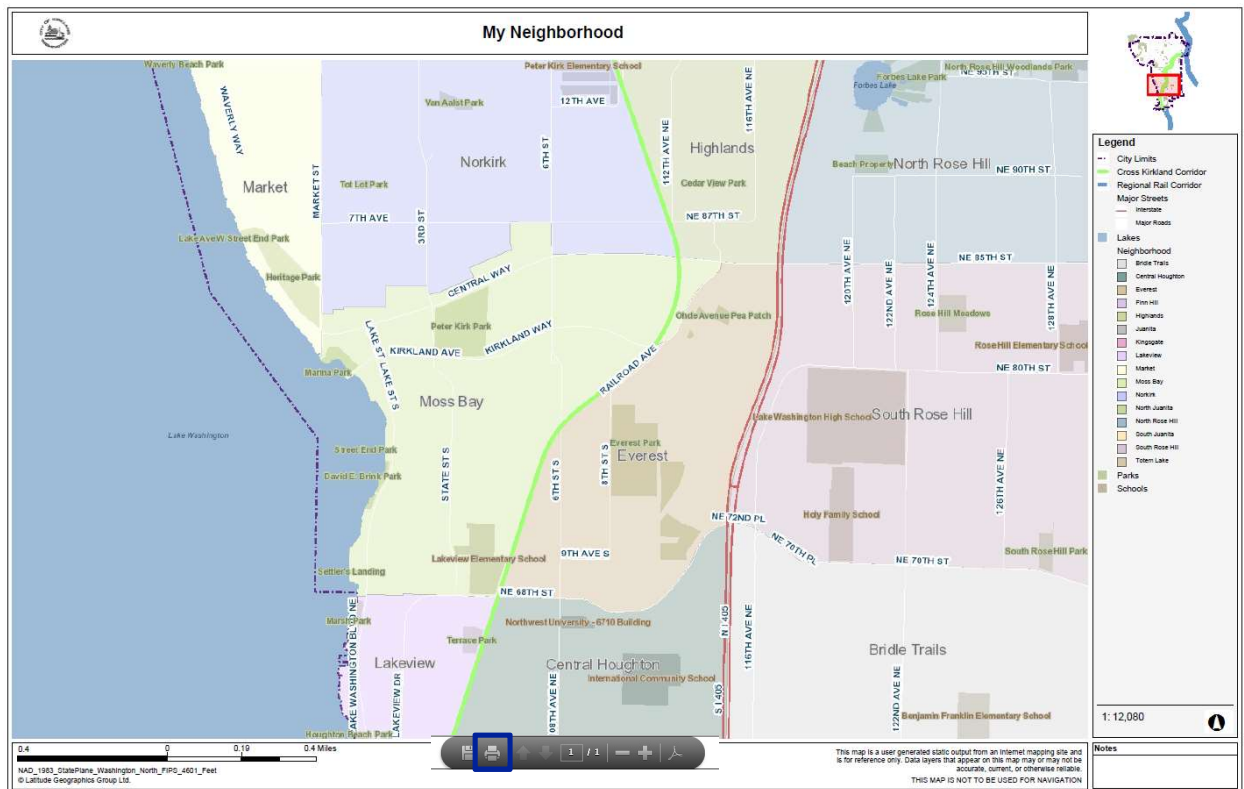 My Neighborhood
Waverly Beach Park
WAVERLY WAY
Market
MARKET ST
Van Aalst Park
Peter Kirk Elementary School
12TH AVE
6TH ST
Norkirk
Tot Lot Park
7TH AVE
3RD ST
112TH AVE NE
116TH AVE NE
Highlands
Cedar View Park
NE 87TH ST
North Rose Hill Woodlands Park
Forbes Lake Park
NE 95TH ST
Forbes Lake
Beach Property
North Rose Hill
NE 90TH ST
Lake Ave W Street End Park
Heritage Park
CENTRAL WAY
120TH AVE NE
122ND AVE NE
124TH AVE NE
NE 85TH ST
128TH AVE NE
Peter Kirk Park
KIRKLAND AVE
KIRKLAND WAY
Ohde Avenue Pea Patch
Rose Hill Meadows
Rose Hill Elementary School
LAKE ST
LAKE ST S
RAILROAD AVE
NE 80TH ST
Marina Park
Moss Bay
Lake Washington High School
South Rose Hill
Lake Washington
Street End Park
David E. Brink Park
STATE ST S
6TH ST S
8TH ST S
Everest Park
Everest
126TH AVE NE
NE 72ND PL
Holy Family School
NE 70TH PL
9TH AVE S
Lakeview Elementary School
NE 70TH ST
South Rose Hill Park
Settler's Landing
NE 68TH ST
Marsh Park
LAKE WASHINGTON BLVD NE
Terrace Park
Northwest University - 6710 Building
N I 405
116TH AVE NE
Lakeview
LAKEVIEW DR
Central Houghton
International Community School
Bridle Trails
S I 405
08TH AVE NE
122ND AVE NE
Benjamin Franklin Elementary School
Houghton Beach Park
Legend
City Limits
Cross Kirkland Corridor
Regional Rail Corridor
Major Streets
Interstate
Major Roads
Lakes
Neighborhood
Bridle Trails
Central Houghton
Everest
Finn Hill
Highlands
Juanita
Kingsgate
Lakeview
Market
Moss Bay
Norkirk
North Juanita
North Rose Hill
South Juanita
South Rose Hill
Totem Lake
Parks
Schools
1: 12,080
0.4 0 0.19 0.4 Miles
NAD_1983_StatePlane_Washington_North_FIPS_4601_Feet
© Latitude Geographics Group Ltd.
1 / 1
This map is a user generated static output from an Internet mapping site and
is for reference only. Data layers that appear on this map may or may not be
accurate, current, or otherwise reliable.
THIS MAP IS NOT TO BE USED FOR NAVIGATION
Notes